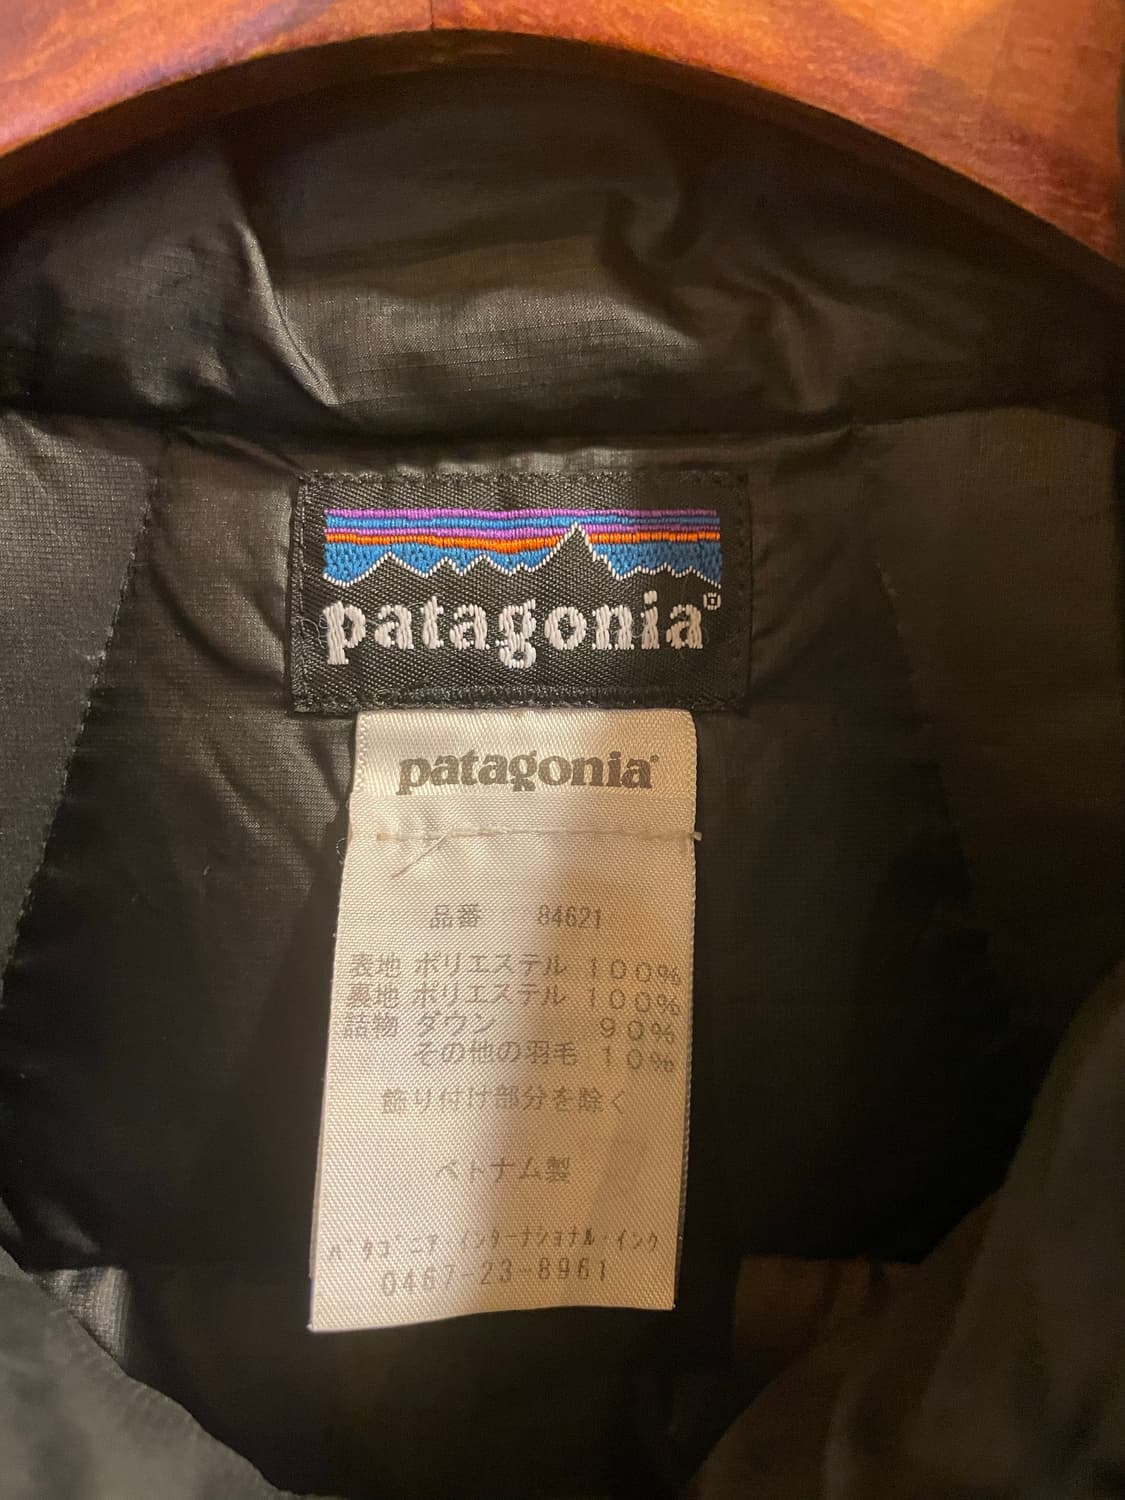 patagonia®
patagonia®
品番 84621
表地 ポリエステル 100%
裏地 ポリエステル 100%
詰物 ダウン 90%
その他の羽毛 10%
飾り付け部分を除く
ベトナム製
パタゴニア インターナショナル・インク
0467-23-8961